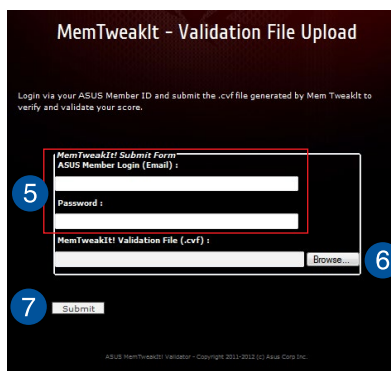 MemTweakIt - Validation File Upload
Login via your ASUS Member ID and submit the .cvf file generated by Mem TweakIt to
verify and validate your score.
MemTweakIt! Submit Form
ASUS Member Login (Email) :
5
Password :
MemTweakIt! Validation File (.cvf) :
Browse...
6
7
Submit
ASUS MemTweakIt! Validator - Copyright 2011-2012 (c) Asus Corp Inc.